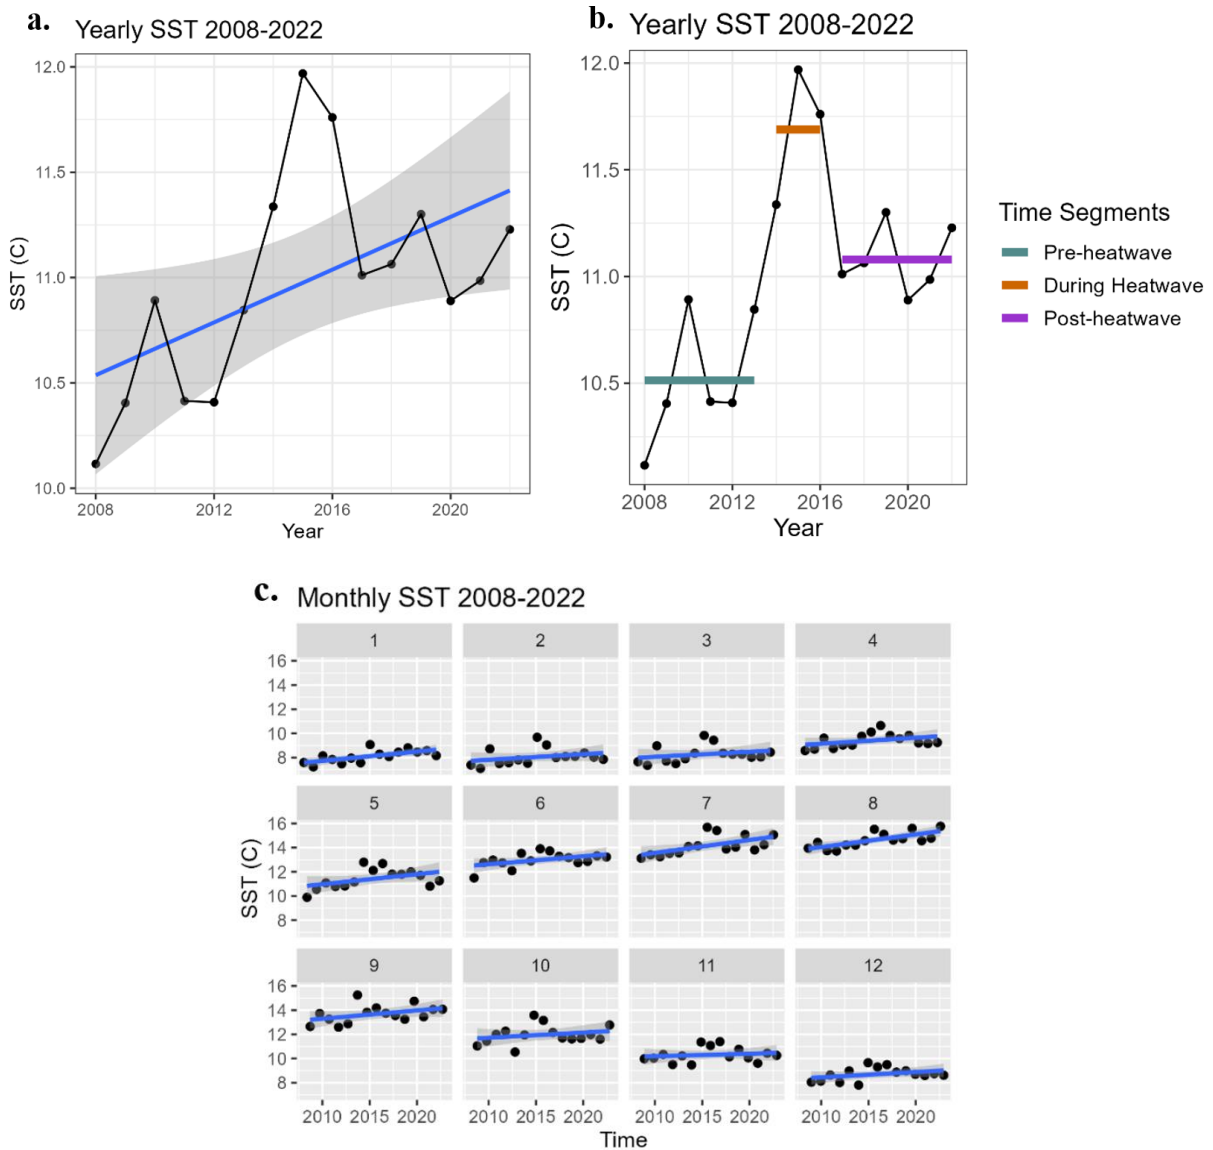 a.
Yearly SST 2008-2022
12.0
11.5
11.0
10.5
10.0
SST (C)
2008 2012 2016 2020
Year
b.
Yearly SST 2008-2022
12.0
11.5
11.0
10.5
SST (C)
2008 2012 2016 2020
Year
Time Segments
Pre-heatwave
During Heatwave
Post-heatwave
c.
Monthly SST 2008-2022
1 2 3 4
16
14
12
10
8
5 6 7 8
16
14
12
10
8
9 10 11 12
16
14
12
10
8
SST (C)
2010 2015 2020 2010 2015 2020 2010 2015 2020 2010 2015 2020
Time